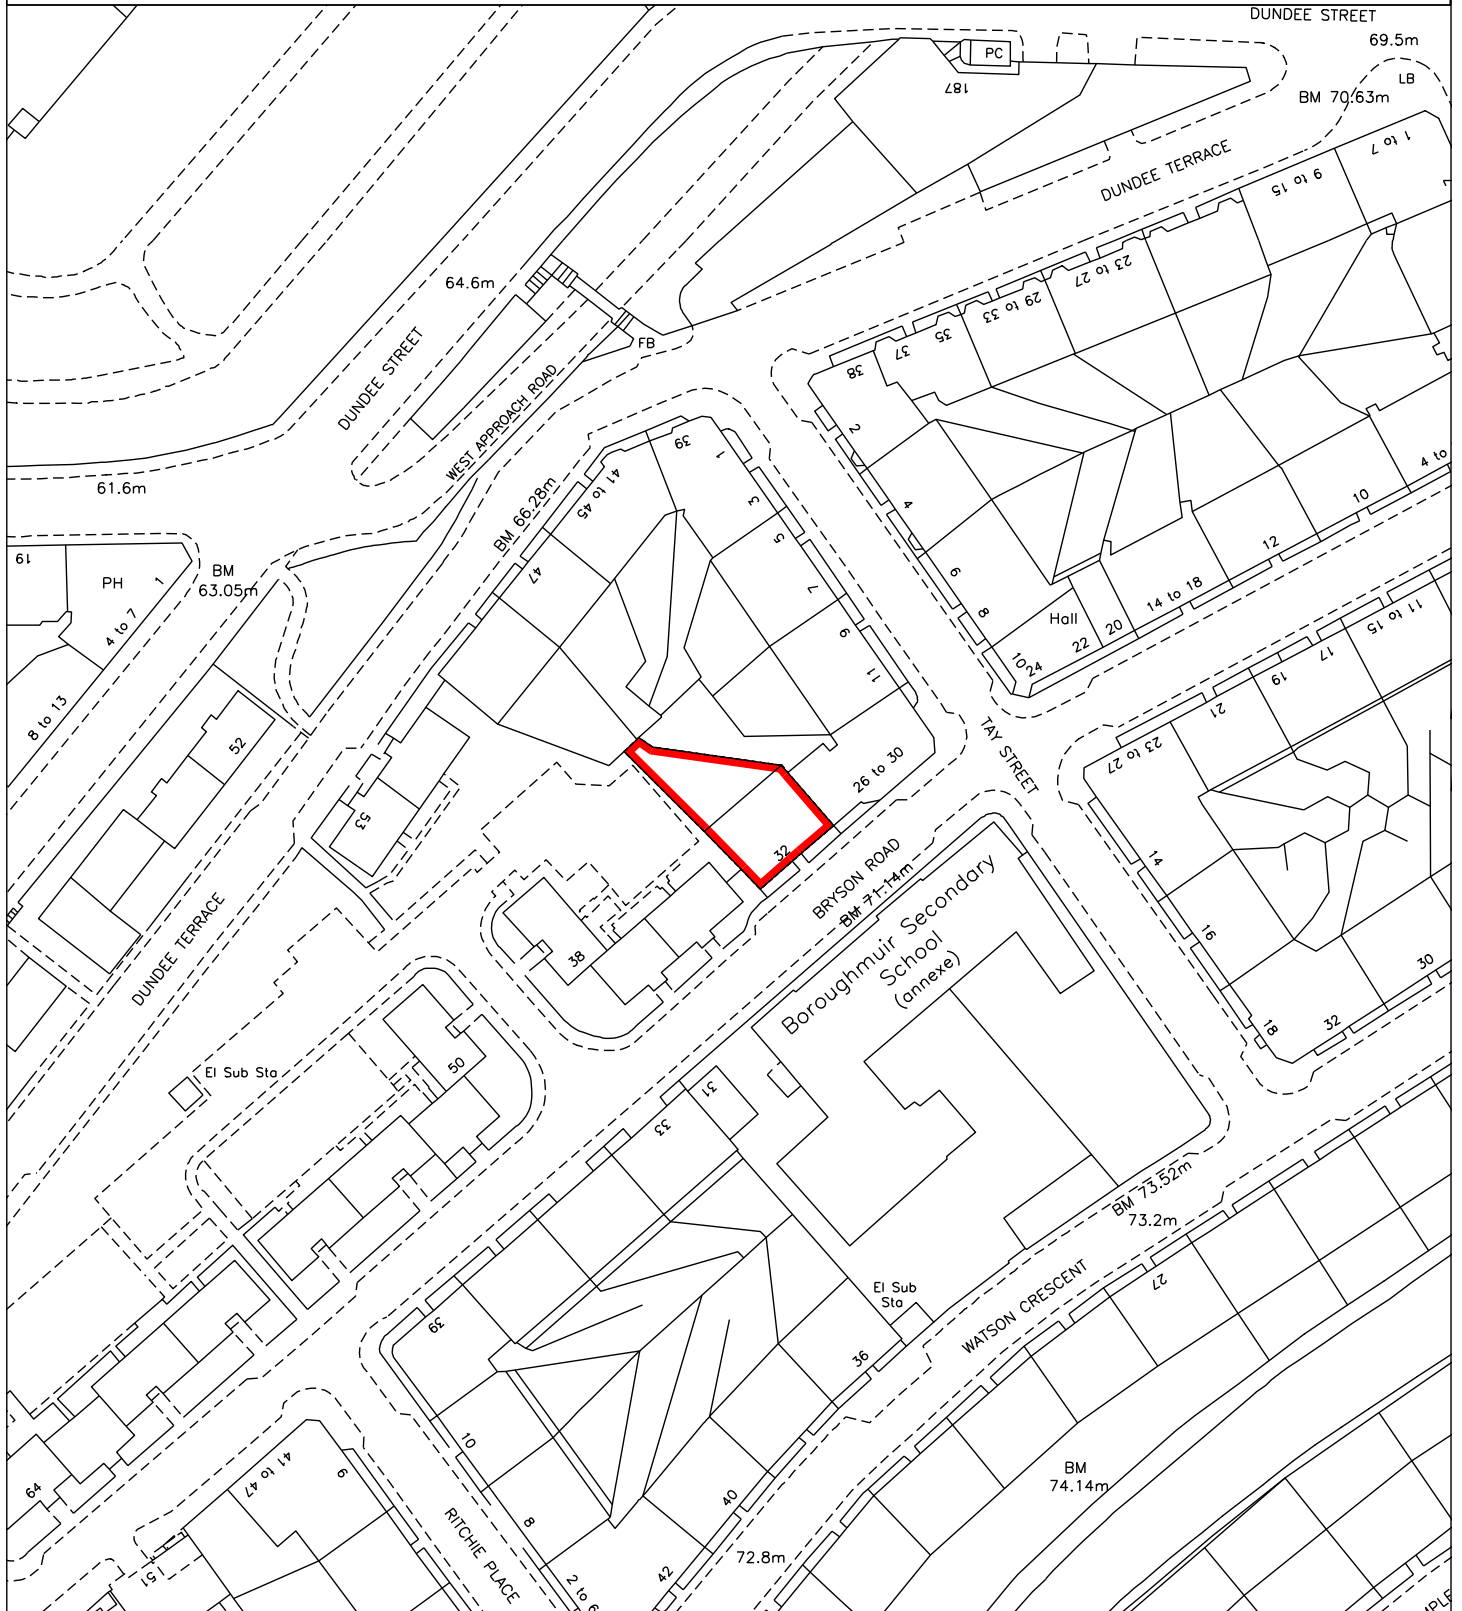 DUNDEE STREET
69.5m
PC
LB
187
BM 70.63m
1 to 7
DUNDEE TERRACE
9 to 15
23 to 27
64.6m
29 to 33
35
FB
37
38
DUNDEE STREET
WEST APPROACH ROAD
2
39
1
41 to 45
4 to
61.6m
3
10
4
BM 66.28m
5
12
19
PH
1
BM
63.05m
47
7
6
14 to 18
4 to 7
8
Hall
20
22
11 to 15
9
10
24
17
11
19
8 to 13
21
52
TAY STREET
23 to 27
26 to 30
53
32
14
BRYSON ROAD
BM 71.14m
Boroughmuir Secondary
School
(annexe)
16
38
30
DUNDEE TERRACE
18
32
El Sub Sta
50
31
33
BM 73.52m
73.2m
El Sub
Sta
27
WATSON CRESCENT
39
36
10
BM
74.14m
41 to 47
9
64
40
8
RITCHIE PLACE
72.8m
42
51
2 to 6
MPLE